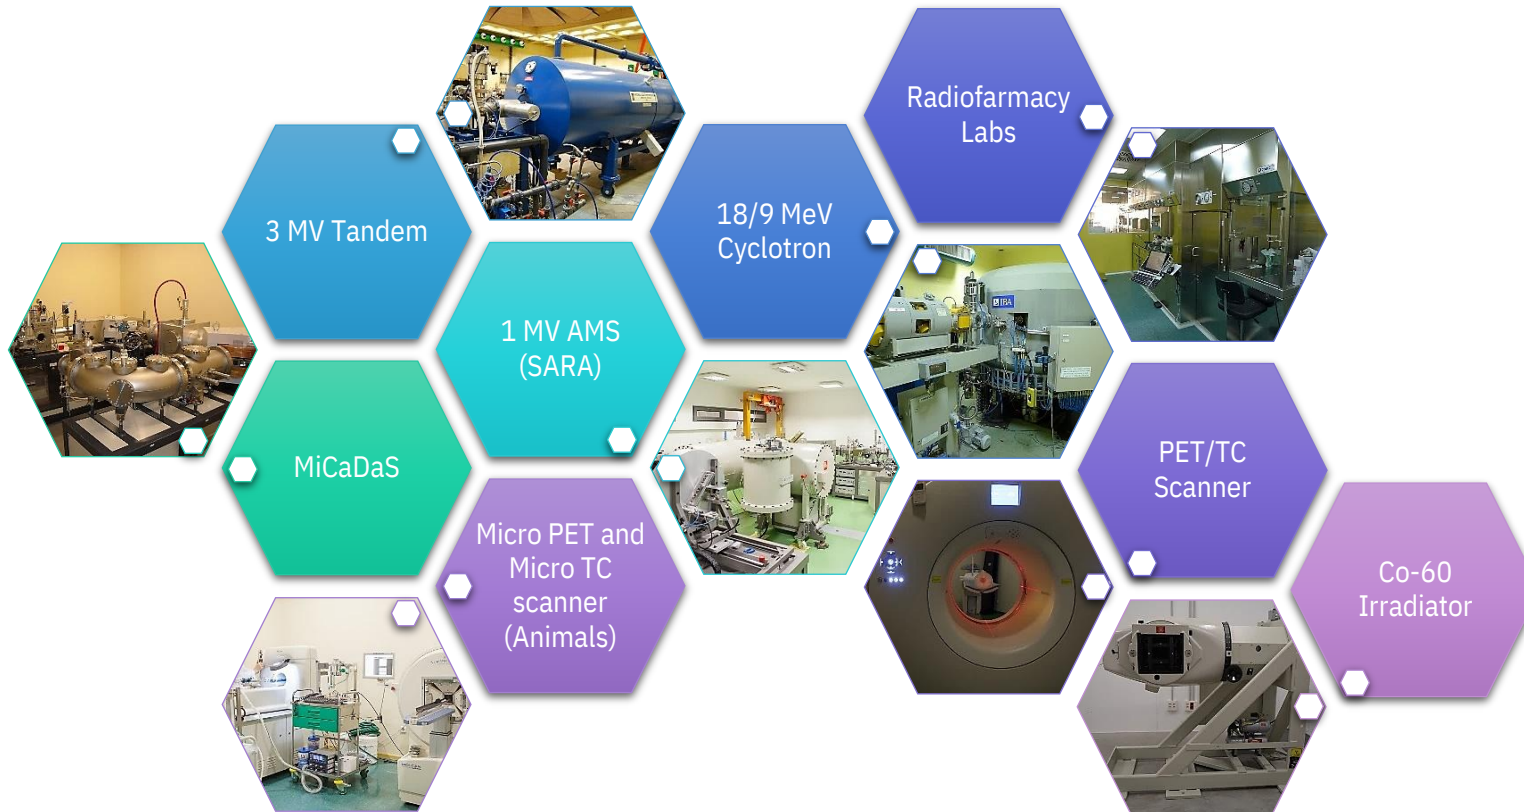 Radiofarmacy
Labs
3 MV Tandem
18/9 MeV
Cyclotron
IBA
1 MV AMS
(SARA)
MiCaDaS
PET/TC
Scanner
Micro PET and
Micro TC
scanner
(Animals)
Co-60
Irradiator